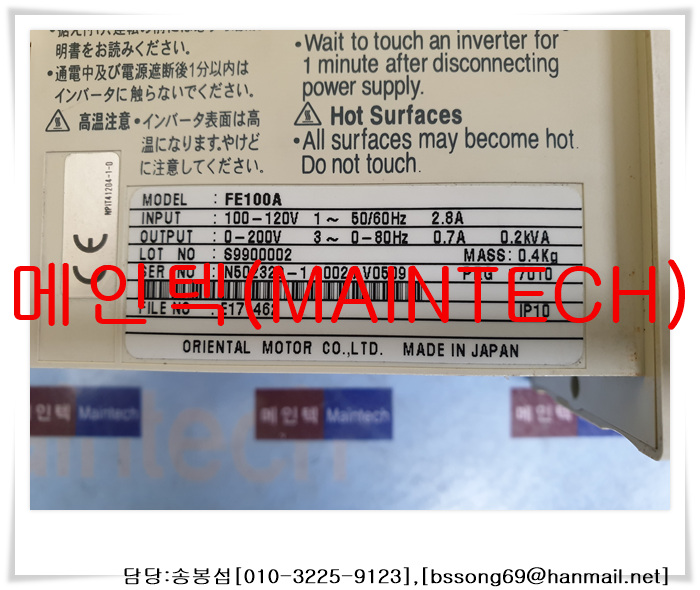 明書をお読みください。
•通電中及び電源遮断後1分以内は
インバータに触らないでください。
高温注意 •インバータ表面は高
温になります。やけど
に注意してください。
•Wait to touch an inverter for
1 minute after disconnecting
power supply.
Hot Surfaces
•All surfaces may become hot.
Do not touch.
MPIT41204-1-D
CE
MODEL : FE100A
INPUT : 100-120V 1~ 50/60Hz 2.8A
OUTPUT : 0-200V 3~ 0-80Hz 0.7A 0.2kVA
LOT NO : S9900002 MASS: 0.4Kg
SER NO
메인텍(MAINTECH)
FILE NO : IP10
ORIENTAL MOTOR CO.,LTD. MADE IN JAPAN
메인텍 Maintech
메인텍 Maintech
메인텍 Maintech
담당:송봉섬[010-3225-9123],[bssong69@hanmail.net]